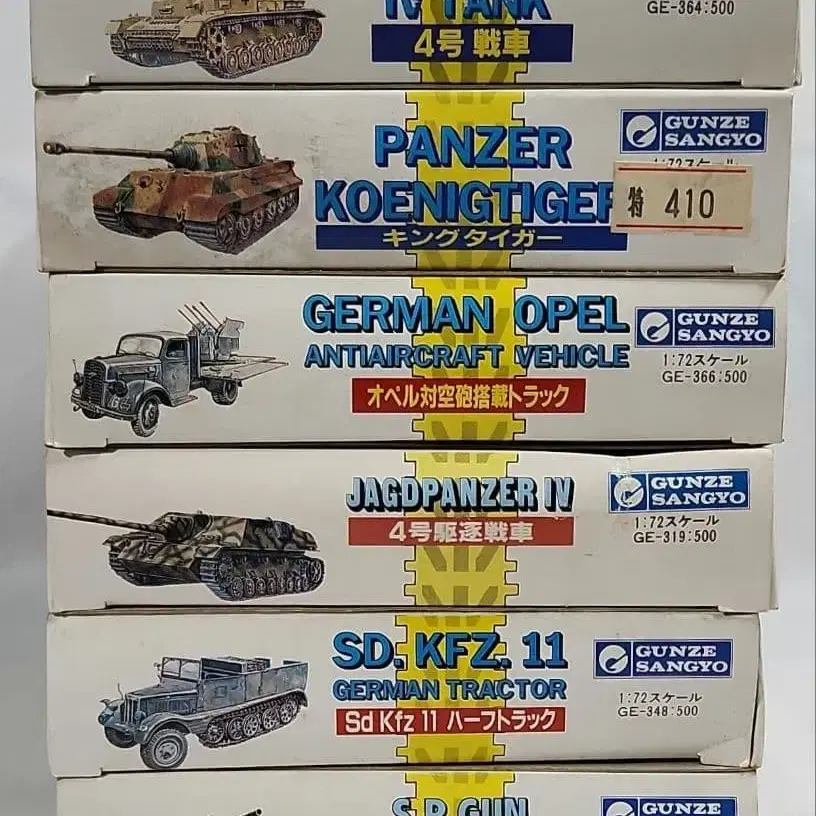 IV TANK
4号 戦車
GE-364:500
PANZER
KOENIGTIGER
キングタイガー
GUNZE
SANGYO
1:72スケール
特 410
GERMAN OPEL
ANTIAIRCRAFT VEHICLE
オペル対空砲搭載トラック
GUNZE
SANGYO
1:72スケール
GE-366:500
JAGDPANZER IV
4号駆逐戦車
GUNZE
SANGYO
1:72スケール
GE-319:500
SD. KFZ. 11
GERMAN TRACTOR
Sd Kfz 11 ハーフトラック
GUNZE
SANGYO
1:72スケール
GE-348:500
S.P. GUN
GUNZE